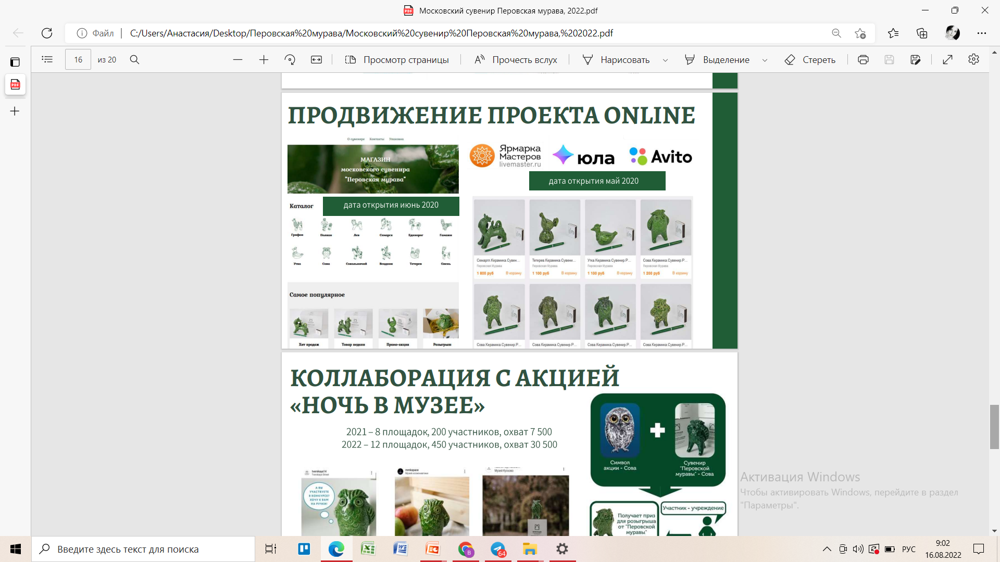 Московский сувенир Перовская мурава, 2022.pdf
Файл
C:/Users/Анастасия/Desktop/Перовская%20мурава/Московский%20сувенир%20Перовская%20мурава,%202022.pdf
16 из 20
Просмотр страницы
Прочесть вслух
Нарисовать
Выделение
Стереть
ПРОДВИЖЕНИЕ ПРОЕКТА ONLINE
О сувенире Контакты Упаковка
МАГАЗИН
московского сувенира
"Перовская мурава"
дата открытия июнь 2020
Каталог
Грифон Полкан Лев Семаргл Единорог Гамаюн
Утка Сова Сокольничий Всадник Тетерев Олень
Самое популярное
Хит продаж Товар недели Промо-акция Розыгрыш
Ярмарка
Мастеров
livemaster.ru
юла
Avito
дата открытия май 2020
Семаргл.Керамика.Сувен... Тетерев.Керамика.Сувени... Утка.Керамика.Сувенир.Р... Сова.Керамика.Сувенир.Р...
Перовская Мурава Перовская Мурава Перовская Мурава Перовская Мурава
1 800 руб В корзину 1 100 руб В корзину 1 100 руб В корзину 1 200 руб В корзину
Сова.Керамика.Сувенир.Р... Сова.Керамика.Сувенир.Р... Сова.Керамика.Сувенир.Р... Сова.Керамика.Сувенир.Р...
КОЛЛАБОРАЦИЯ С АКЦИЕЙ
«НОЧЬ В МУЗЕЕ»
2021 – 8 площадок, 200 участников, охват 7 500
2022 – 12 площадок, 450 участников, охват 30 500
Символ
акции - Сова
Сувенир
"Перовской
муравы" - Сова
tverskaya14
Tverskaya Street
А ВЫ
УЧАСТВУЕТЕ
В КОНКУРСЕ?
ХОЧУ К ВАМ
НА РУЧКИ!
mmkspace
Музей космонавтики
Музей Кусково
Получает приз
для розыгрыша
от "Перовской
муравы"
Участник - учреждение
Активация Windows
Чтобы активировать Windows, перейдите в раздел
"Параметры".
Введите здесь текст для поиска
64
РУС
9:02
16.08.2022